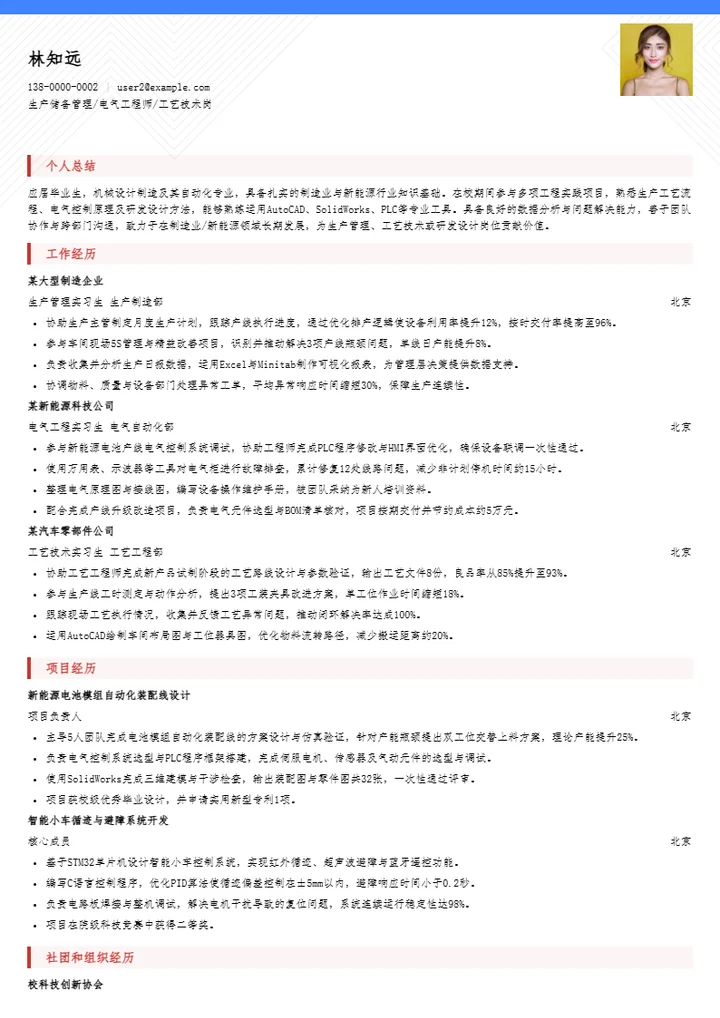 林知远
138-0000-0002 | user2@example.com
生产储备管理/电气工程师/工艺技术岗
个人总结
应届毕业生，机械设计制造及其自动化专业，具备扎实的制造业与新能源行业知识基础。在校期间参与多项工程实践项目，熟悉生产工艺流
程、电气控制原理及研发设计方法，能够熟练运用AutoCAD、SolidWorks、PLC等专业工具。具备良好的数据分析与问题解决能力，善于团队
协作与跨部门沟通，致力于在制造业/新能源领域长期发展，为生产管理、工艺技术或研发设计岗位贡献价值。
工作经历
某大型制造企业
生产管理实习生 生产制造部 北京
• 协助生产主管制定月度生产计划，跟踪产线执行进度，通过优化排产逻辑使设备利用率提升12%，按时交付率提高至96%。
• 参与车间现场5S管理与精益改善项目，识别并推动解决3项产线瓶颈问题，单线日产能提升8%。
• 负责收集并分析生产日报数据，运用Excel与Minitab制作可视化报表，为管理层决策提供数据支持。
• 协调物料、质量与设备部门处理异常工单，平均异常响应时间缩短30%，保障生产连续性。
某新能源科技公司
电气工程实习生 电气自动化部 北京
• 参与新能源电池产线电气控制系统调试，协助工程师完成PLC程序修改与HMI界面优化，确保设备联调一次性通过。
• 使用万用表、示波器等工具对电气柜进行故障排查，累计修复12处线路问题，减少非计划停机时间约15小时。
• 整理电气原理图与接线图，编写设备操作维护手册，被团队采纳为新人培训资料。
• 配合完成产线升级改造项目，负责电气元件选型与BOM清单核对，项目按期交付并节约成本约5万元。
某汽车零部件公司
工艺技术实习生 工艺工程部 北京
• 协助工艺工程师完成新产品试制阶段的工艺路线设计与参数验证，输出工艺文件8份，良品率从85%提升至93%。
• 参与生产线工时测定与动作分析，提出3项工装夹具改进方案，单工位作业时间缩短18%。
• 跟踪现场工艺执行情况，收集并反馈工艺异常问题，推动闭环解决率达成100%。
• 运用AutoCAD绘制车间布局图与工位器具图，优化物料流转路径，减少搬运距离约20%。
项目经历
新能源电池模组自动化装配线设计
项目负责人 北京
• 主导5人团队完成电池模组自动化装配线的方案设计与仿真验证，针对产能瓶颈提出双工位交替上料方案，理论产能提升25%。
• 负责电气控制系统选型与PLC程序框架搭建，完成伺服电机、传感器及气动元件的选型与调试。
• 使用SolidWorks完成三维建模与干涉检查，输出装配图与零件图共32张，一次性通过评审。
• 项目获校级优秀毕业设计，并申请实用新型专利1项。
智能小车循迹与避障系统开发
核心成员 北京
• 基于STM32单片机设计智能小车控制系统，实现红外循迹、超声波避障与蓝牙遥控功能。
• 编写C语言控制程序，优化PID算法使循迹偏差控制在±5mm以内，避障响应时间小于0.2秒。
• 负责电路板焊接与整机调试，解决电机干扰导致的复位问题，系统连续运行稳定性达98%。
• 项目在院级科技竞赛中获得二等奖。
社团和组织经历
校科技创新协会